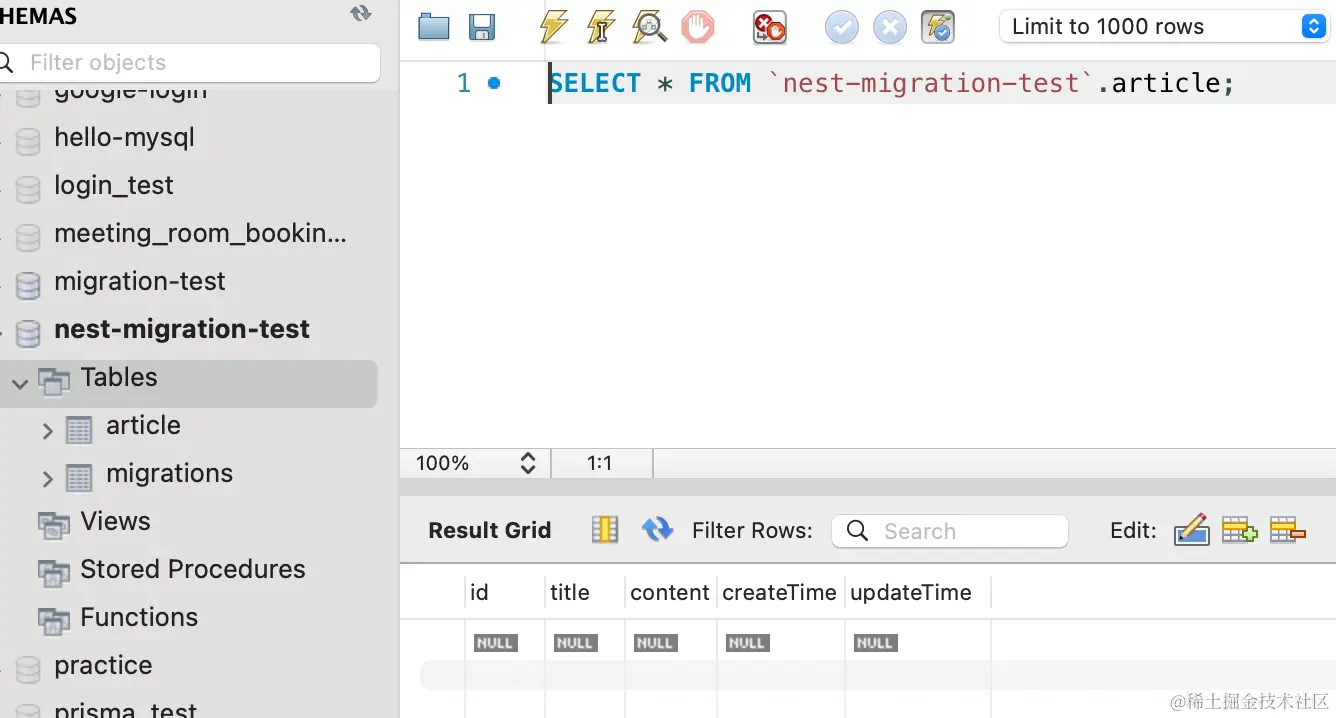 HEMAS
Filter objects
google-login
hello-mysql
login_test
meeting_room_bookin...
migration-test
nest-migration-test
Tables
article
migrations
Views
Stored Procedures
Functions
practice
prisma_test
Limit to 1000 rows
1
SELECT * FROM `nest-migration-test`.article;
100%
1:1
Result Grid
Filter Rows:
Search
Edit:
id title content createTime updateTime
NULL NULL NULL NULL NULL
@稀土掘金技术社区